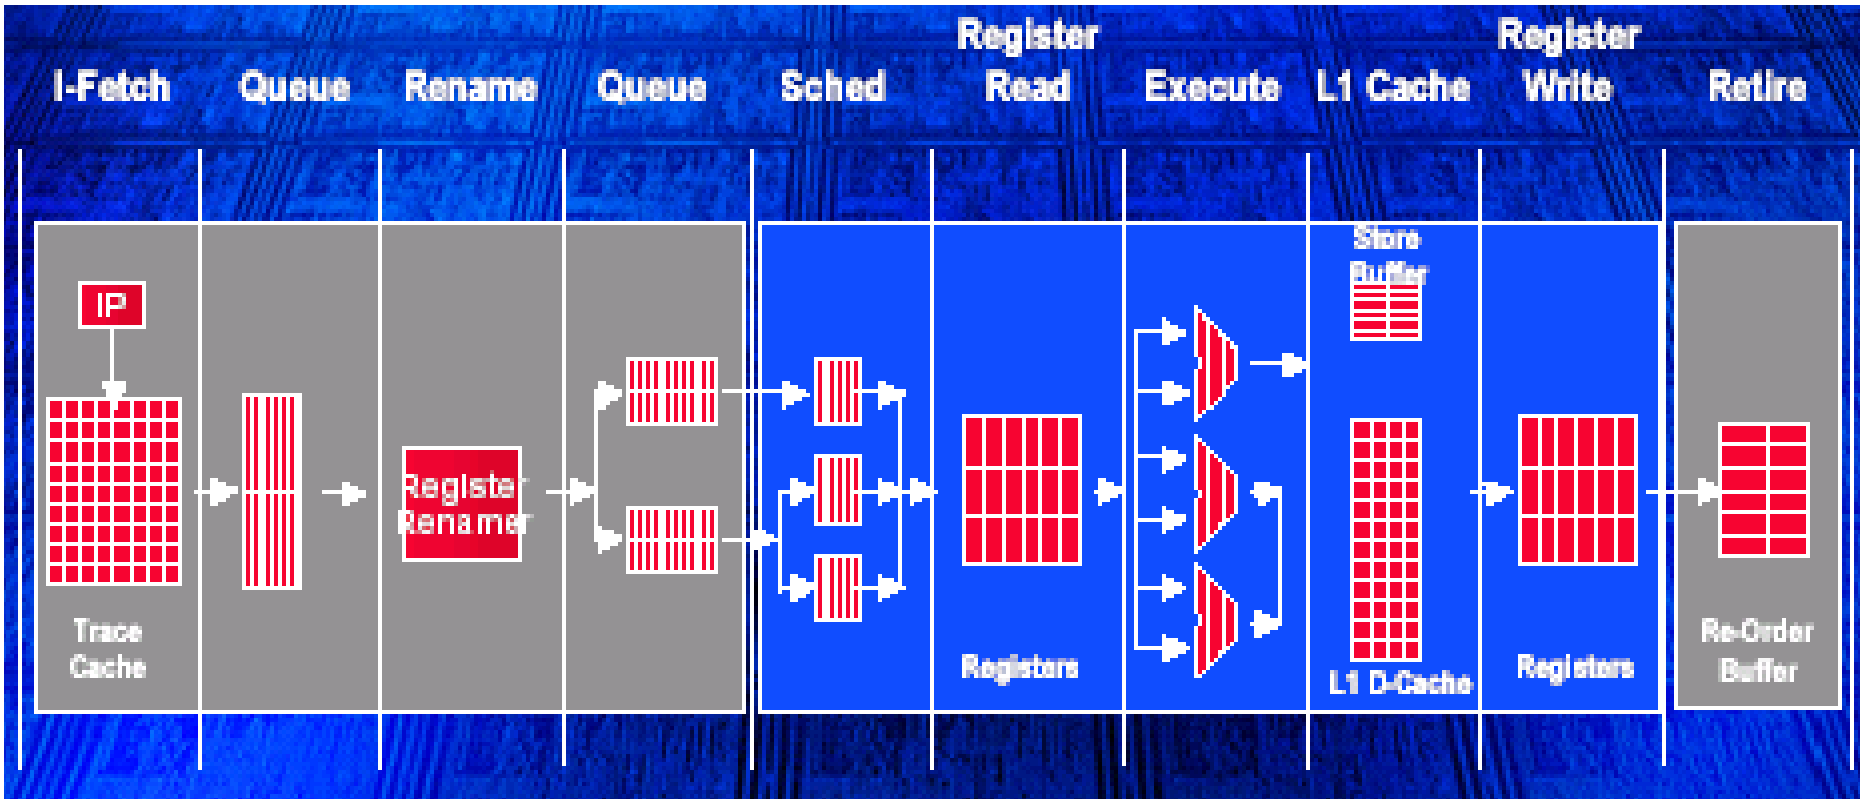 I-Fetch
Queue
Rename
Queue
Sched
Register
Read
Execute
L1 Cache
Register
Write
Retire
IP
Trace
Cache
Register
Renamer
Registers
Store
Buffer
L1 D-Cache
Registers
Re-Order
Buffer